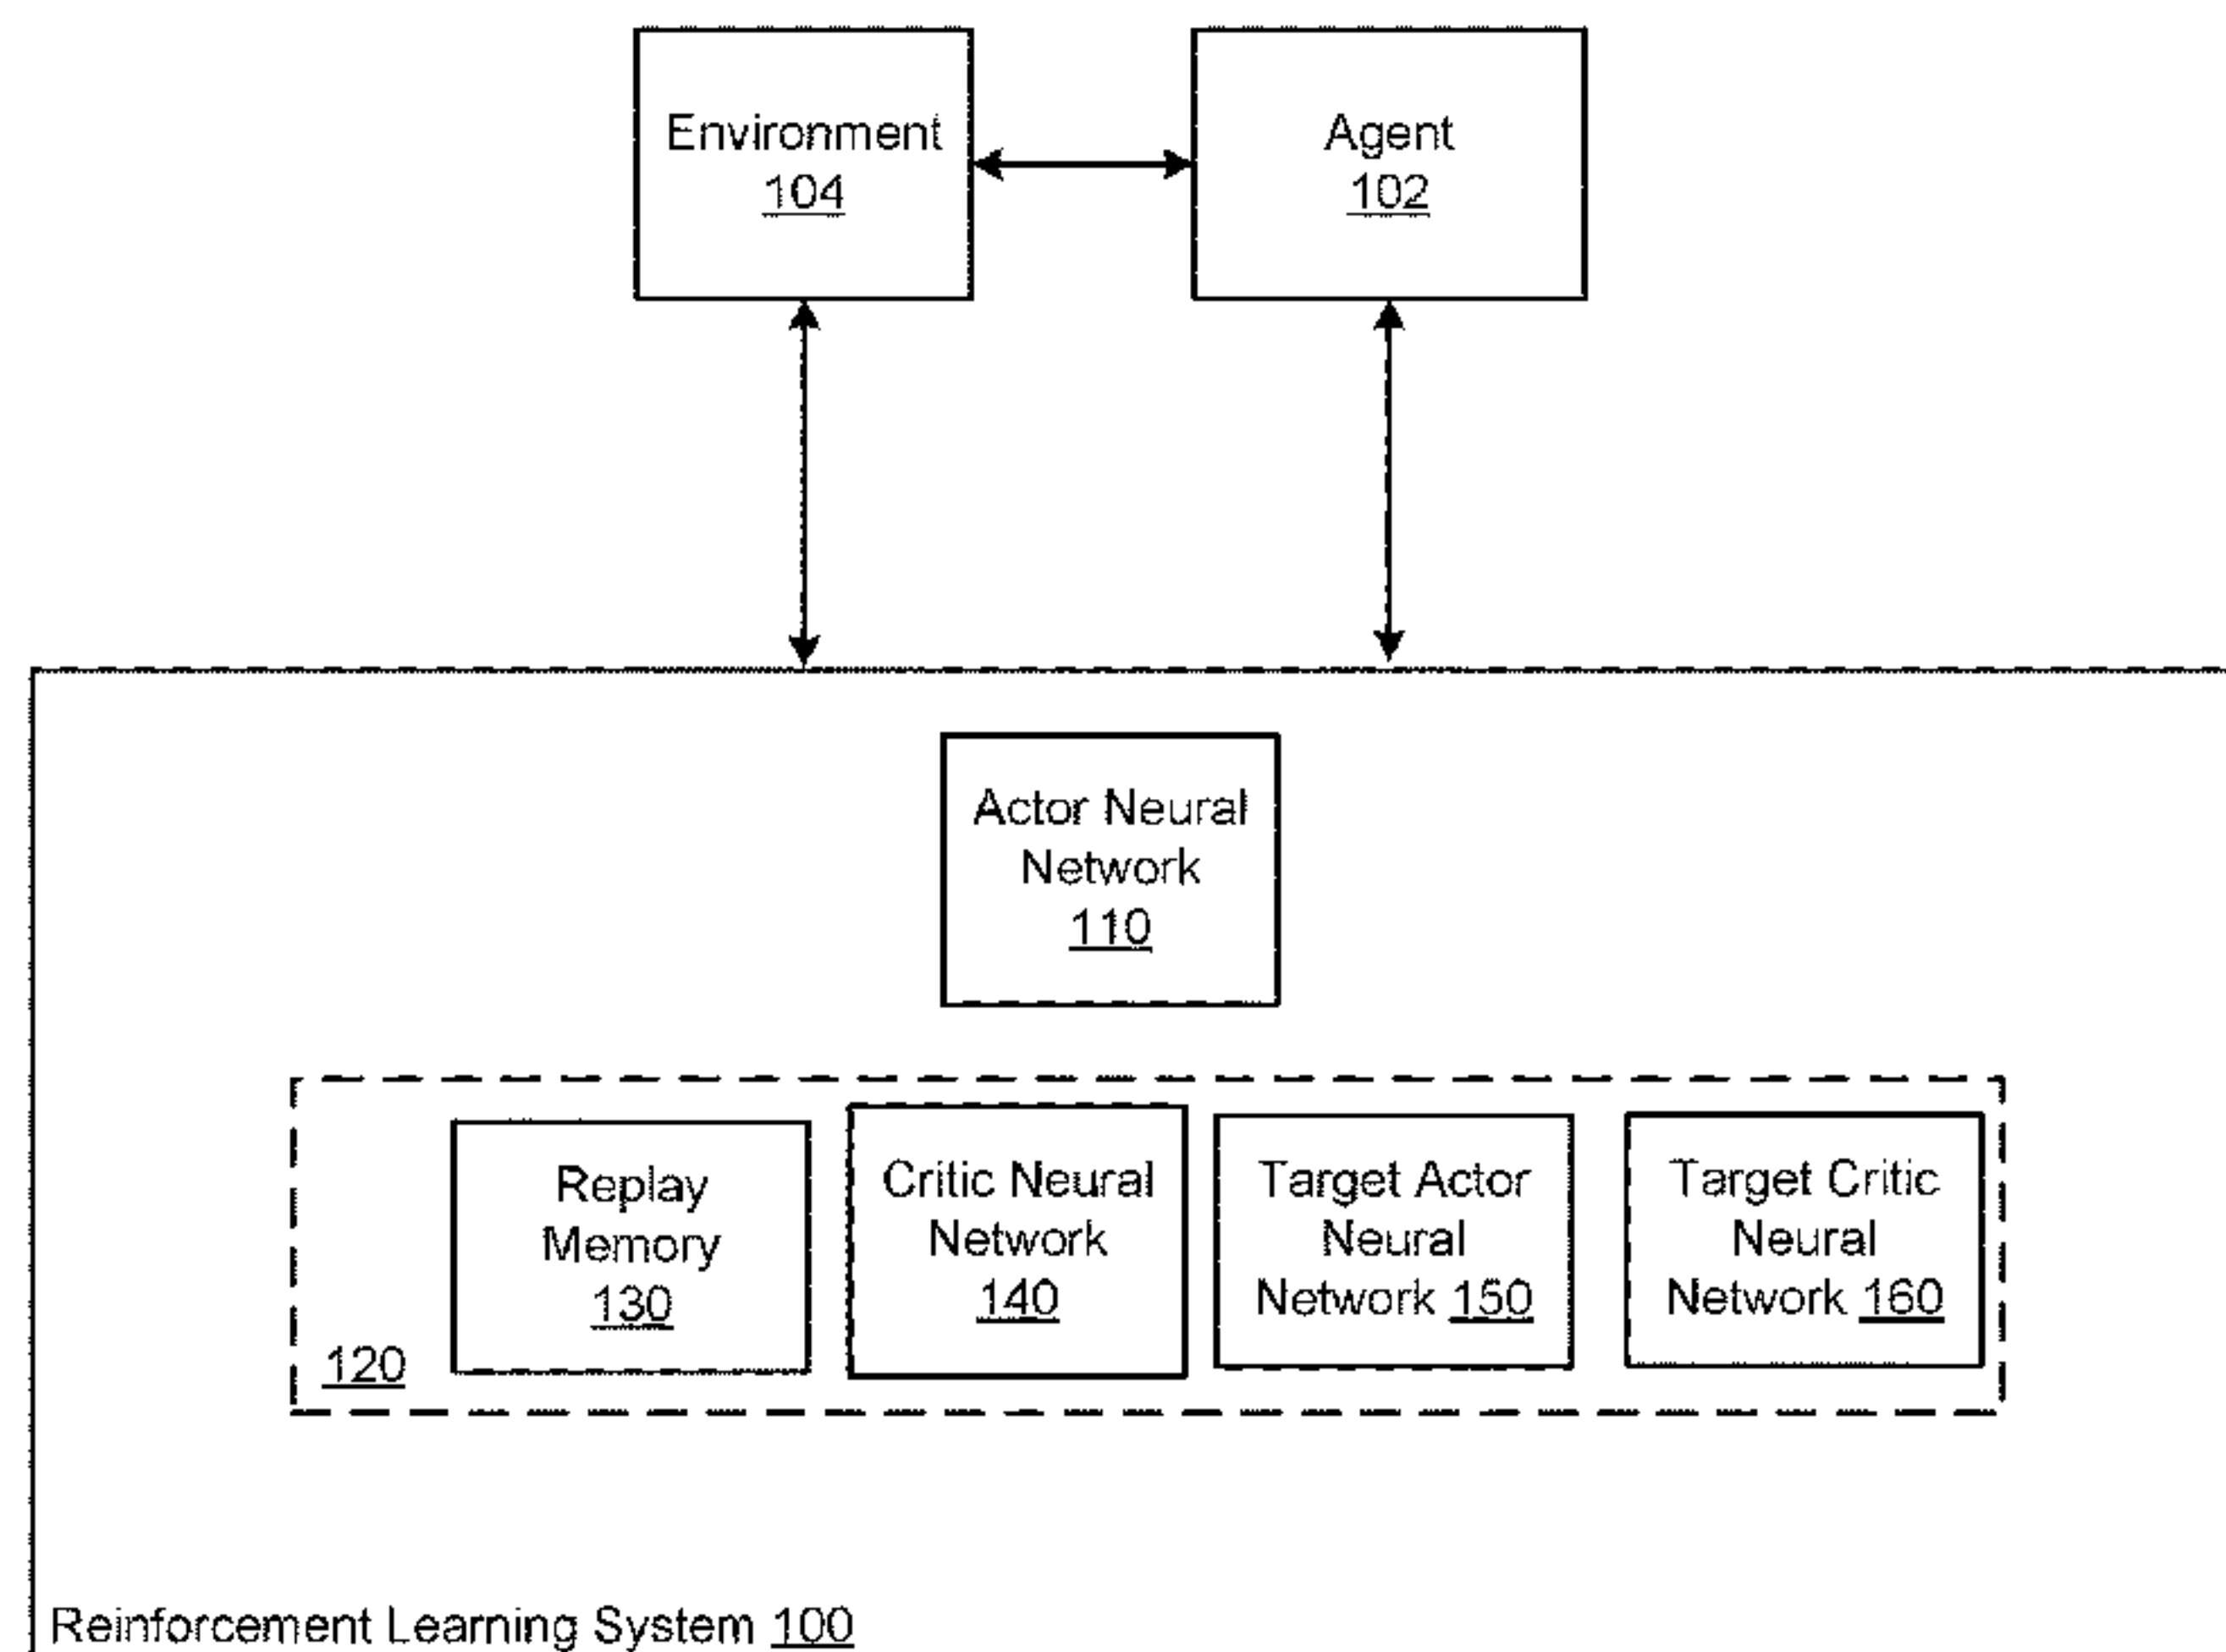 Environment
104
Agent
102
Actor Neural
Network
110
Replay
Memory
130
Critic Neural
Network
140
Target Actor
Neural
Network 150
Target Critic
Neural
Network 160
120
Reinforcement Learning System 100